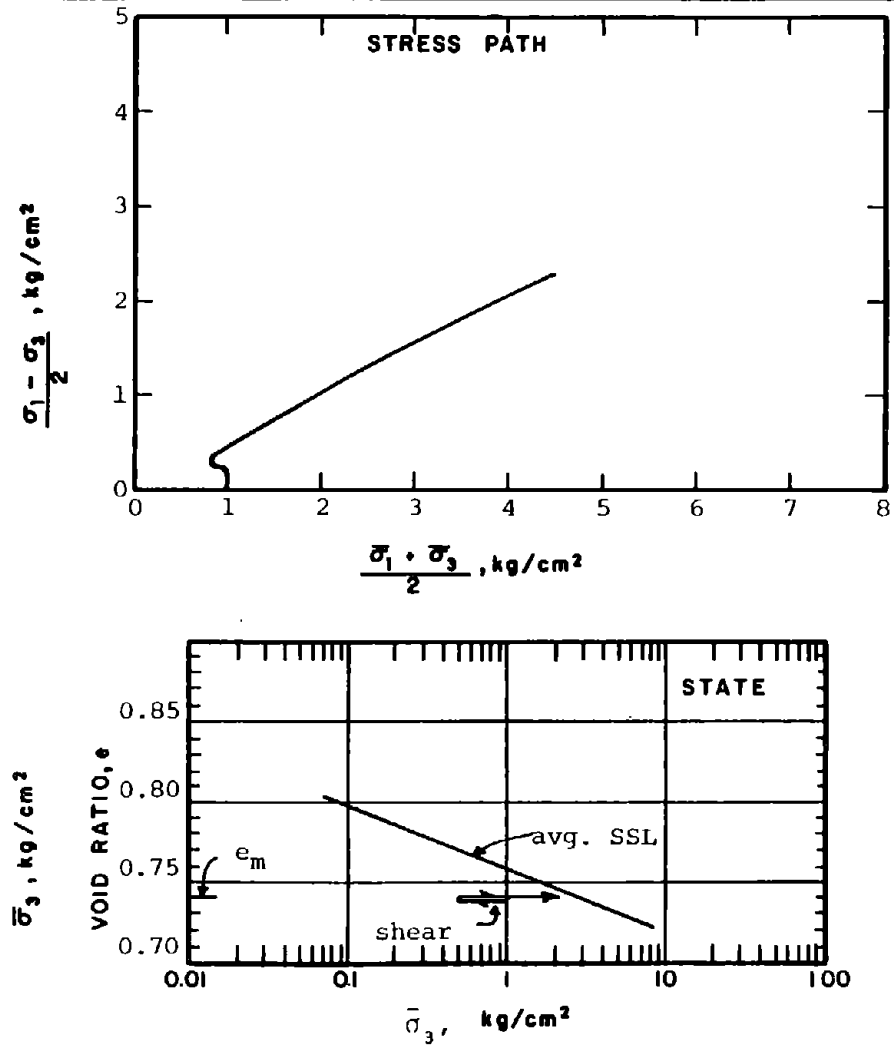 STRESS PATH
5
4
3
2
1
0
σ₁ – σ₃ / 2 , kg/cm²
0 1 2 3 4 5 6 7 8
σ̅₁ + σ̅₃ / 2 , kg/cm²
STATE
0.85
0.80
0.75
0.70
σ̅₃ , kg/cm²
VOID RATIO, e
avg. SSL
eₘ
shear
0.01 0.1 1 10 100
σ̅₃, kg/cm²